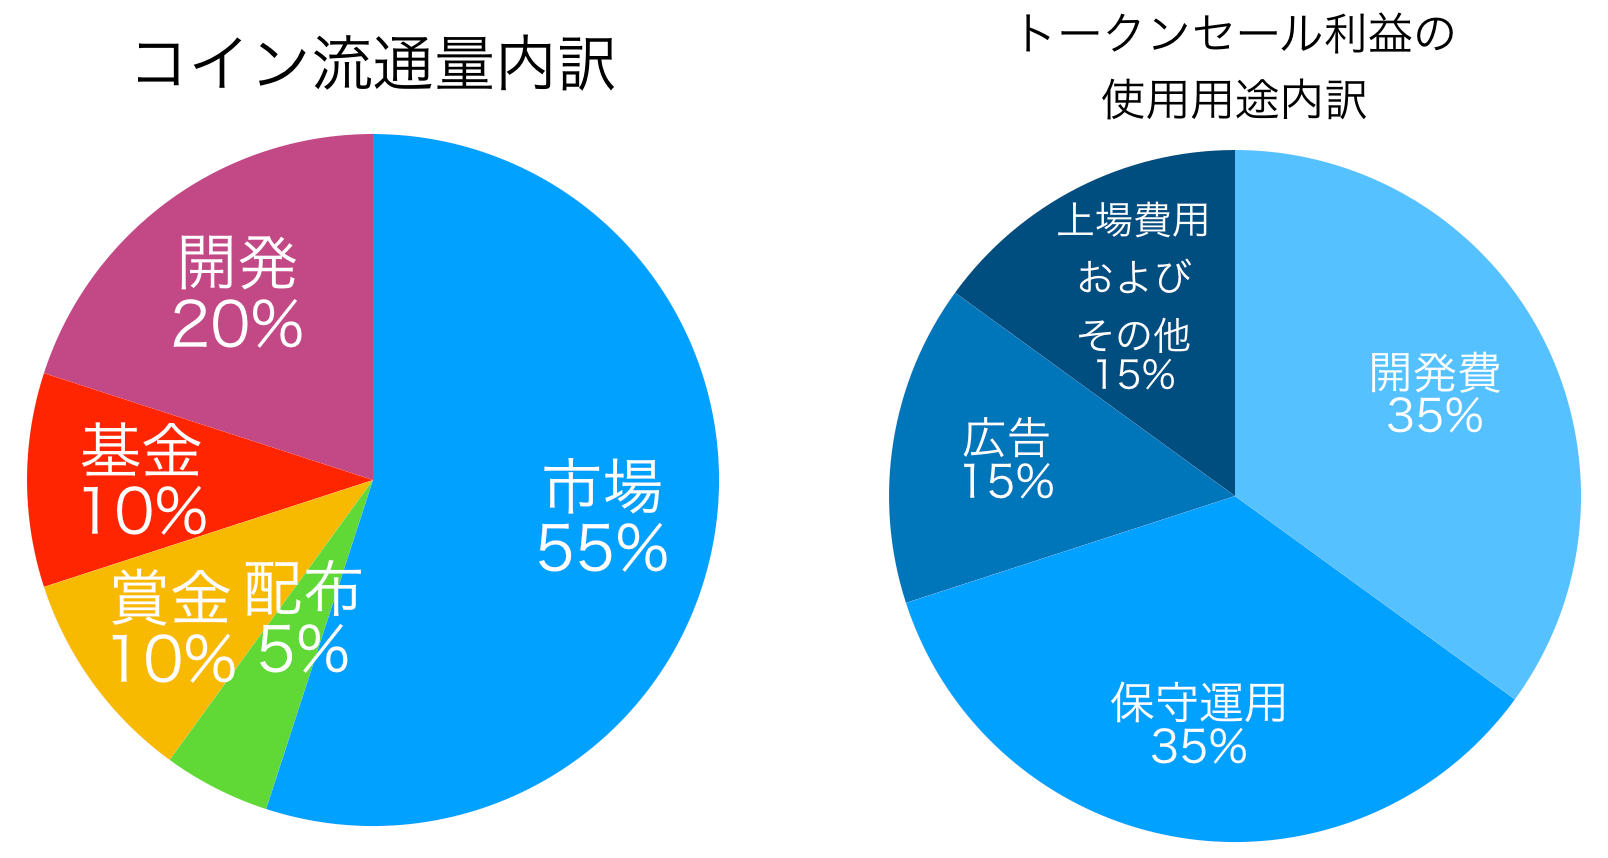 コイン流通量内訳
開発
20%
基金
10%
賞金
10%
配布
5%
市場
55%
トークンセール利益の
使用用途内訳
上場費用
および
その他
15%
開発費
35%
広告
15%
保守運用
35%